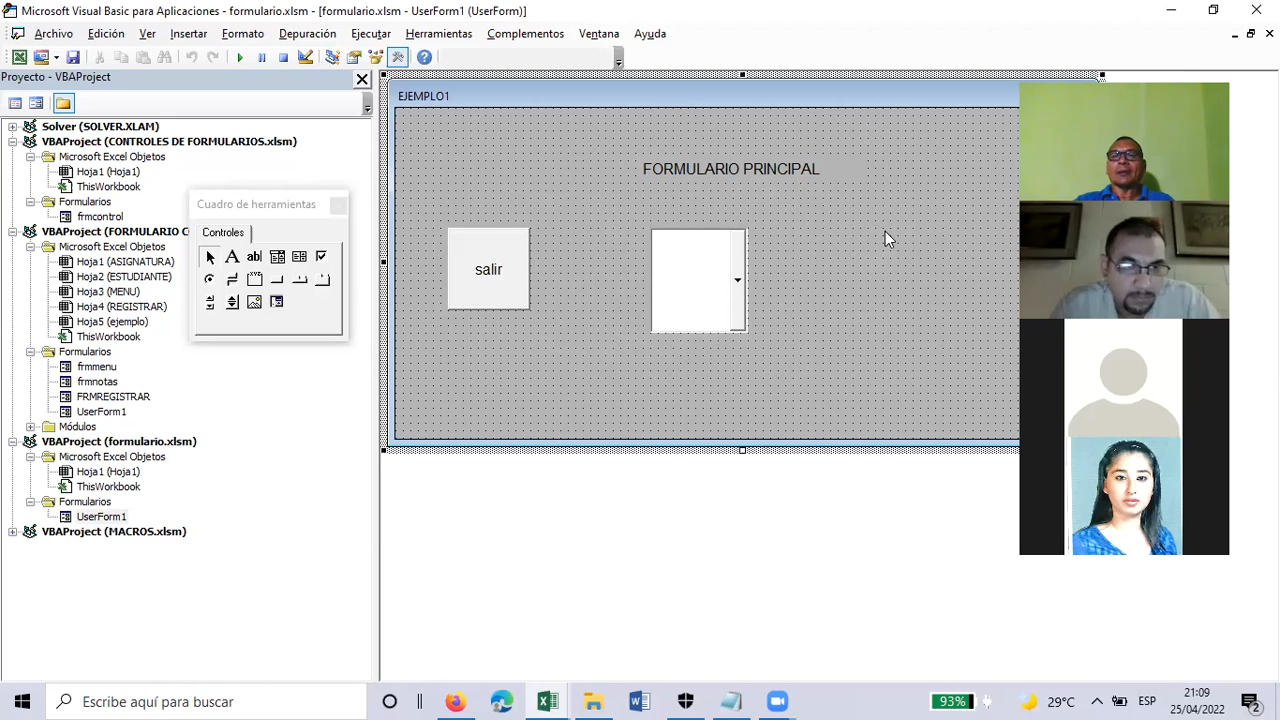 Microsoft Visual Basic para Aplicaciones - formulario.xlsm - [formulario.xlsm - UserForm1 (UserForm)]
Archivo Edición Ver Insertar Formato Depuración Ejecutar Herramientas Complementos Ventana Ayuda
Proyecto - VBAProject
Solver (SOLVER.XLAM)
VBAProject (CONTROLES DE FORMULARIOS.xlsm)
Microsoft Excel Objetos
Hoja1 (Hoja1)
ThisWorkbook
Formularios
frmcontrol
VBAProject (FORMULARIO C
Microsoft Excel Objetos
Hoja1 (ASIGNATURA)
Hoja2 (ESTUDIANTE)
Hoja3 (MENU)
Hoja4 (REGISTRAR)
Hoja5 (ejemplo)
ThisWorkbook
Formularios
frmmenu
frmnotas
FRMREGISTRAR
UserForm1
Módulos
VBAProject (formulario.xlsm)
Microsoft Excel Objetos
Hoja1 (Hoja1)
ThisWorkbook
Formularios
UserForm1
VBAProject (MACROS.xlsm)
Cuadro de herramientas
Controles
A ab|
EJEMPLO1
FORMULARIO PRINCIPAL
salir
Escribe aquí para buscar
93%
29°C
ESP
21:09
25/04/2022
2